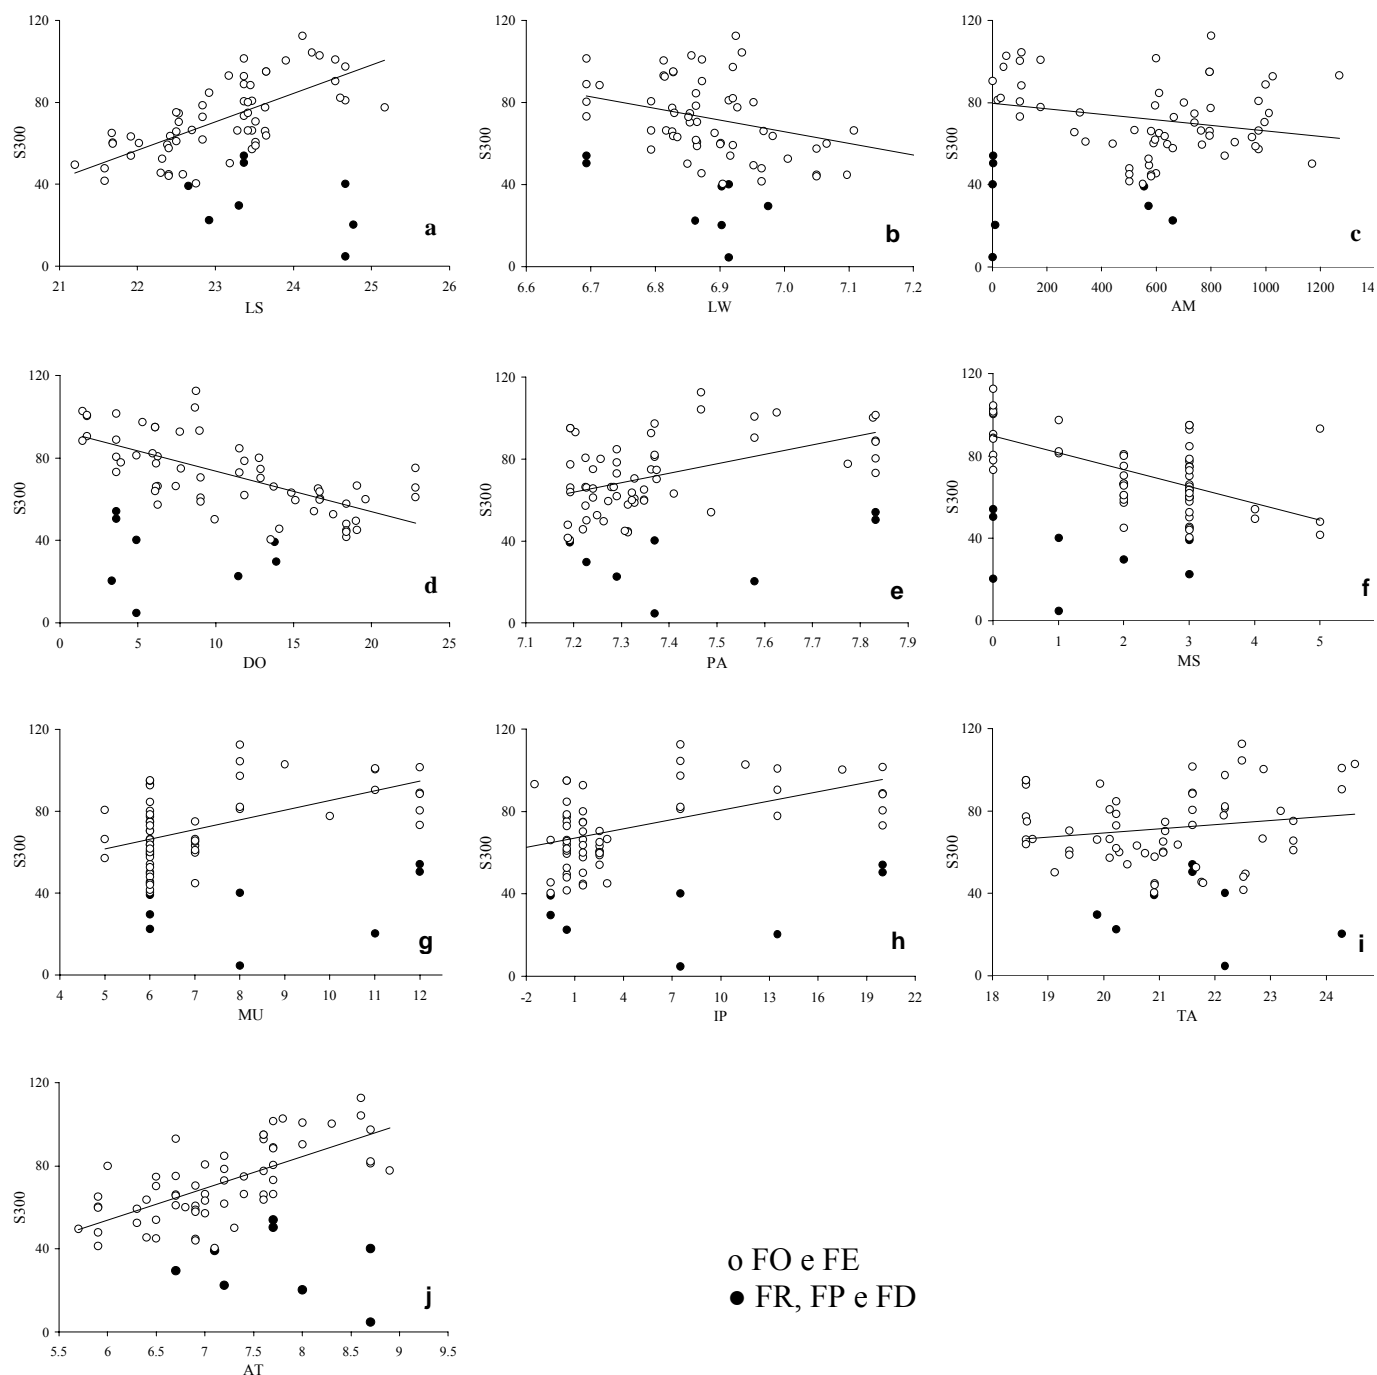 120 80 40 0 S300 21 22 23 24 25 26 LS a
120 80 40 0 S300 6.6 6.7 6.8 6.9 7.0 7.1 7.2 LW b
120 80 40 0 S300 0 200 400 600 800 1000 1200 AM c
120 80 40 0 S300 0 5 10 15 20 25 DO d
120 80 40 0 S300 7.1 7.2 7.3 7.4 7.5 7.6 7.7 7.8 7.9 PA e
120 80 40 0 S300 0 1 2 3 4 5 MS f
120 80 40 0 S300 4 5 6 7 8 9 10 11 12 MU g
120 80 40 0 S300 -2 1 4 7 10 13 16 19 22 IP h
120 80 40 0 S300 18 19 20 21 22 23 24 TA i
120 80 40 0 S300 5.5 6 6.5 7 7.5 8 8.5 9 9.5 AT j
o FO e FE
● FR, FP e FD